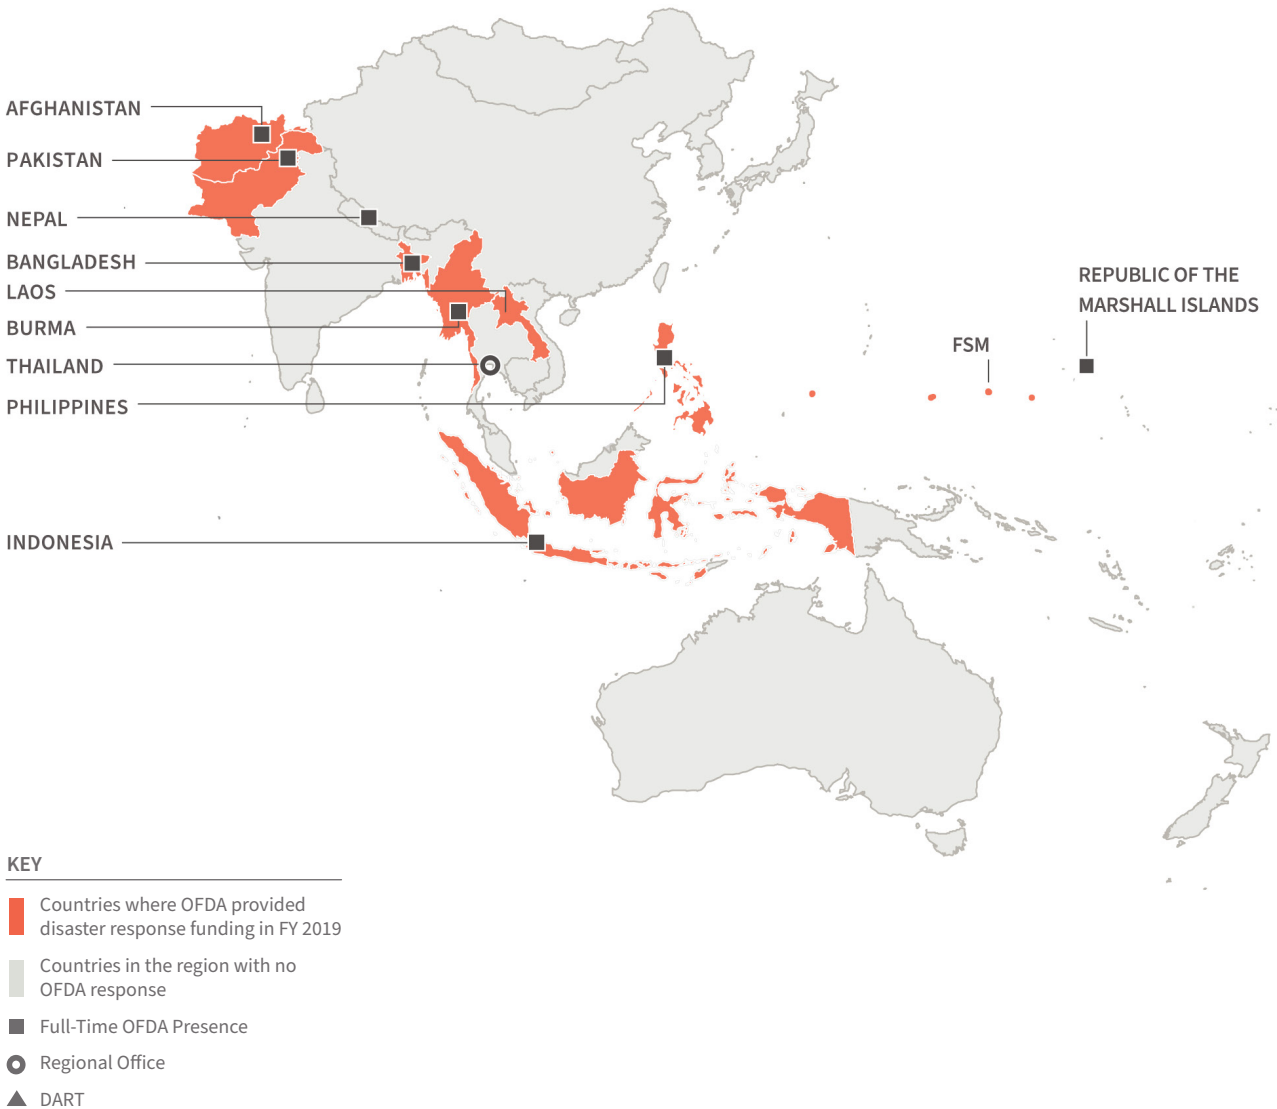 AFGHANISTAN
PAKISTAN
NEPAL
BANGLADESH
LAOS
BURMA
THAILAND
PHILIPPINES
INDONESIA
REPUBLIC OF THE
MARSHALL ISLANDS
FSM
KEY
Countries where OFDA provided
disaster response funding in FY 2019
Countries in the region with no
OFDA response
Full-Time OFDA Presence
Regional Office
DART